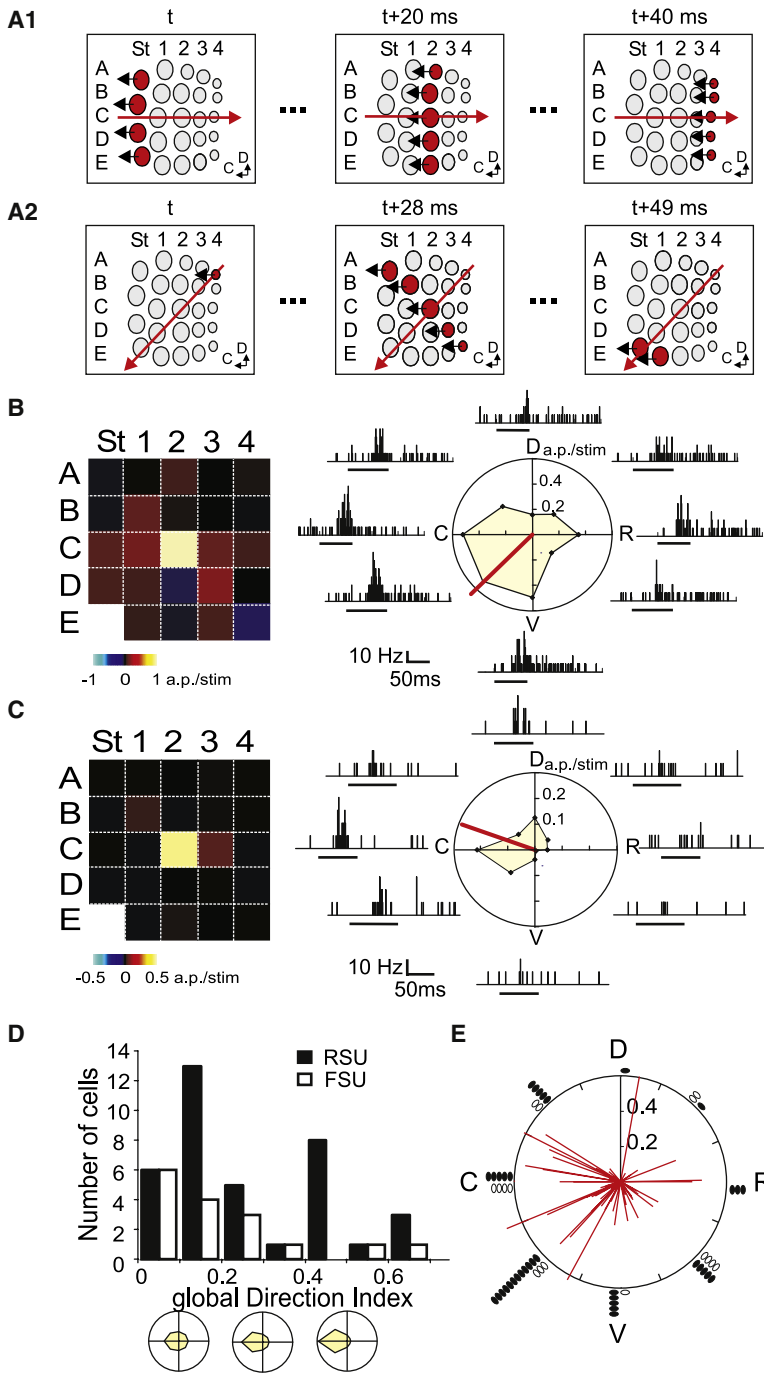 A1
t
t+20 ms
t+40 ms
St 1 2 3 4
St 1 2 3 4
St 1 2 3 4
A
B
C
D
E
D
C
A
B
C
D
E
D
C
A
B
C
D
E
D
C
A2
t
t+28 ms
t+49 ms
St 1 2 3 4
St 1 2 3 4
St 1 2 3 4
A
B
C
D
E
D
C
A
B
C
D
E
D
C
A
B
C
D
E
D
C
B
St 1 2 3 4
A
B
C
D
E
-1 0 1 a.p./stim
D a.p./stim
0.4
0.2
C
R
V
10 Hz
50ms
C
St 1 2 3 4
A
B
C
D
E
-0.5 0 0.5 a.p./stim
D a.p./stim
0.2
0.1
C
R
V
10 Hz
50ms
D
Number of cells
14
12
10
8
6
4
2
0
RSU
FSU
0 0.2 0.4 0.6
global Direction Index
E
D
0.4
0.2
C
R
V